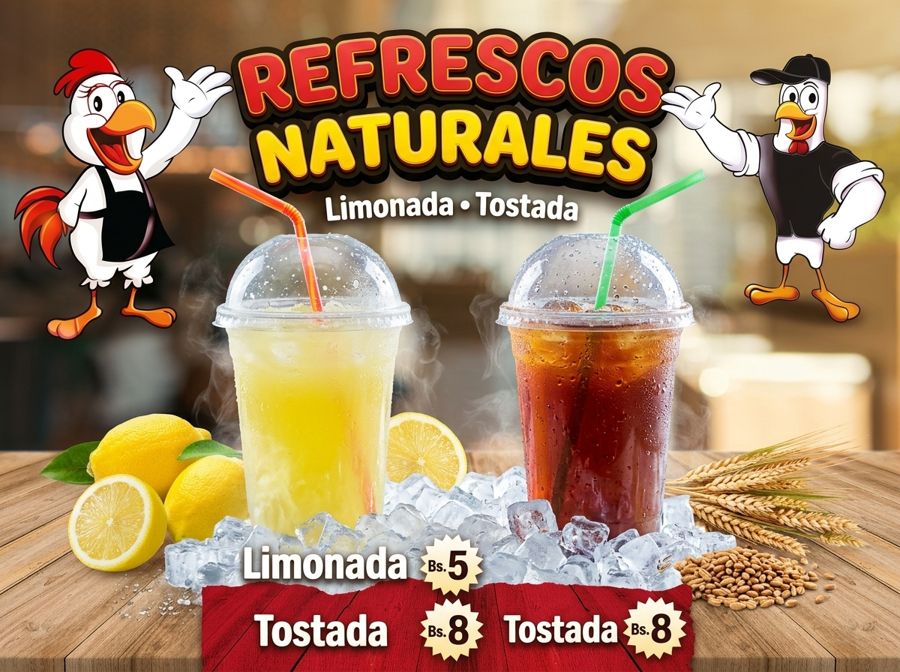 REFRESCOS
NATURALES
Limonada • Tostada
Limonada Bs.5
Tostada Bs.8 Tostada Bs.8